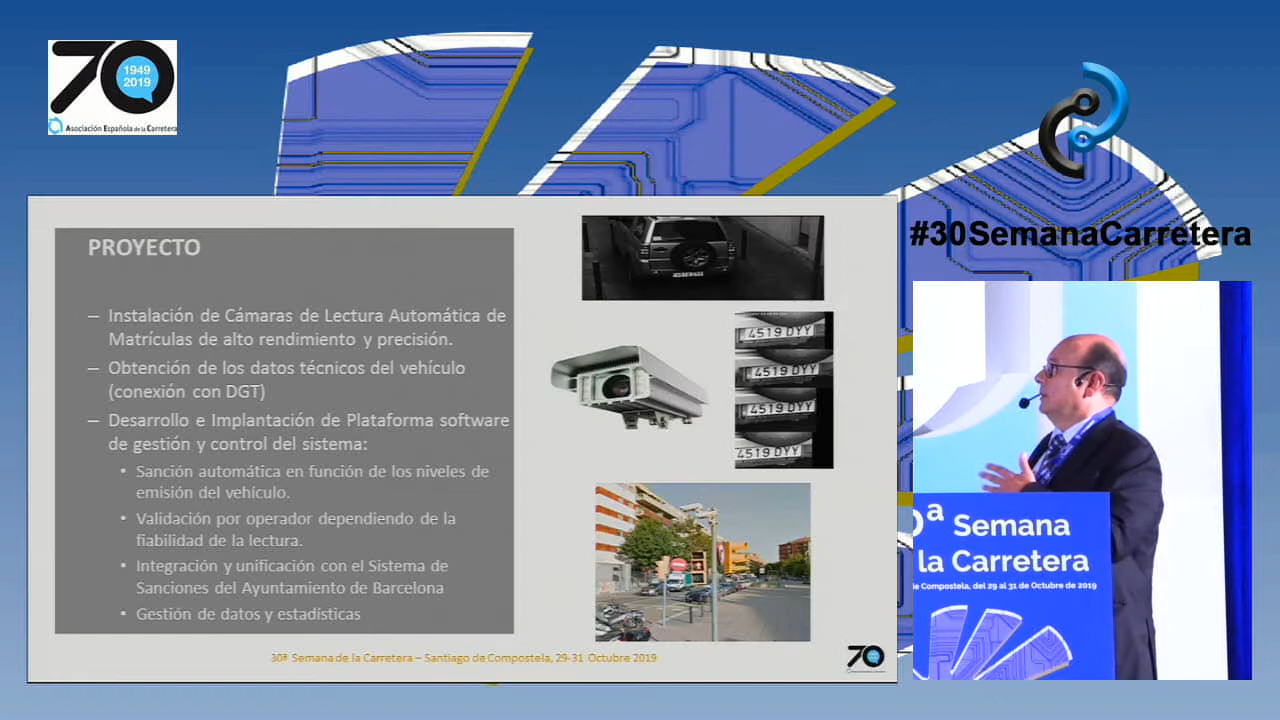 70
1949
2019
Asociación Española de la Carretera
#30SemanaCarretera
PROYECTO
– Instalación de Cámaras de Lectura Automática de
Matrículas de alto rendimiento y precisión.
– Obtención de los datos técnicos del vehículo
(conexión con DGT)
– Desarrollo e Implantación de Plataforma software
de gestión y control del sistema:
• Sanción automática en función de los niveles de
emisión del vehículo.
• Validación por operador dependiendo de la
fiabilidad de la lectura.
• Integración y unificación con el Sistema de
Sanciones del Ayuntamiento de Barcelona
• Gestión de datos y estadísticas
4519 DYY
4519 DYY
4519 DYY
4519 DYY
30ª Semana de la Carretera – Santiago de Compostela, 29-31 Octubre 2019
70
0ª Semana
la Carretera
de Compostela, del 29 al 31 de Octubre de 2019